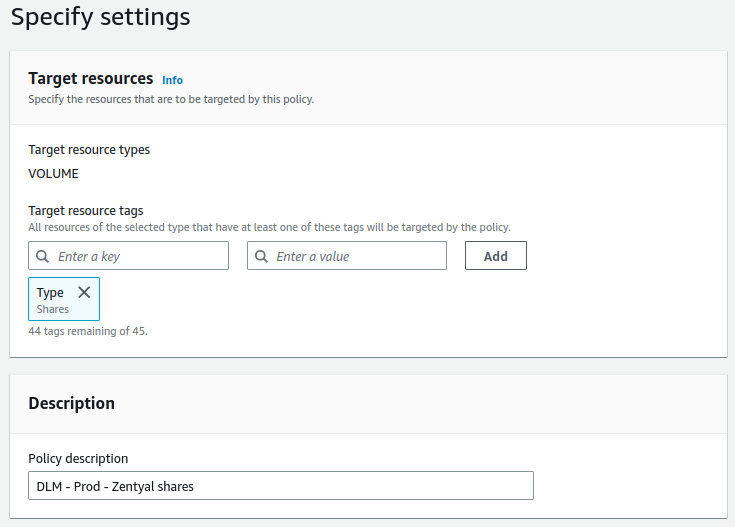 Specify settings
Target resources Info
Specify the resources that are to be targeted by this policy.
Target resource types
VOLUME
Target resource tags
All resources of the selected type that have at least one of these tags will be targeted by the policy.
Enter a key Enter a value Add
Type
Shares
44 tags remaining of 45.
Description
Policy description
DLM - Prod - Zentyal shares